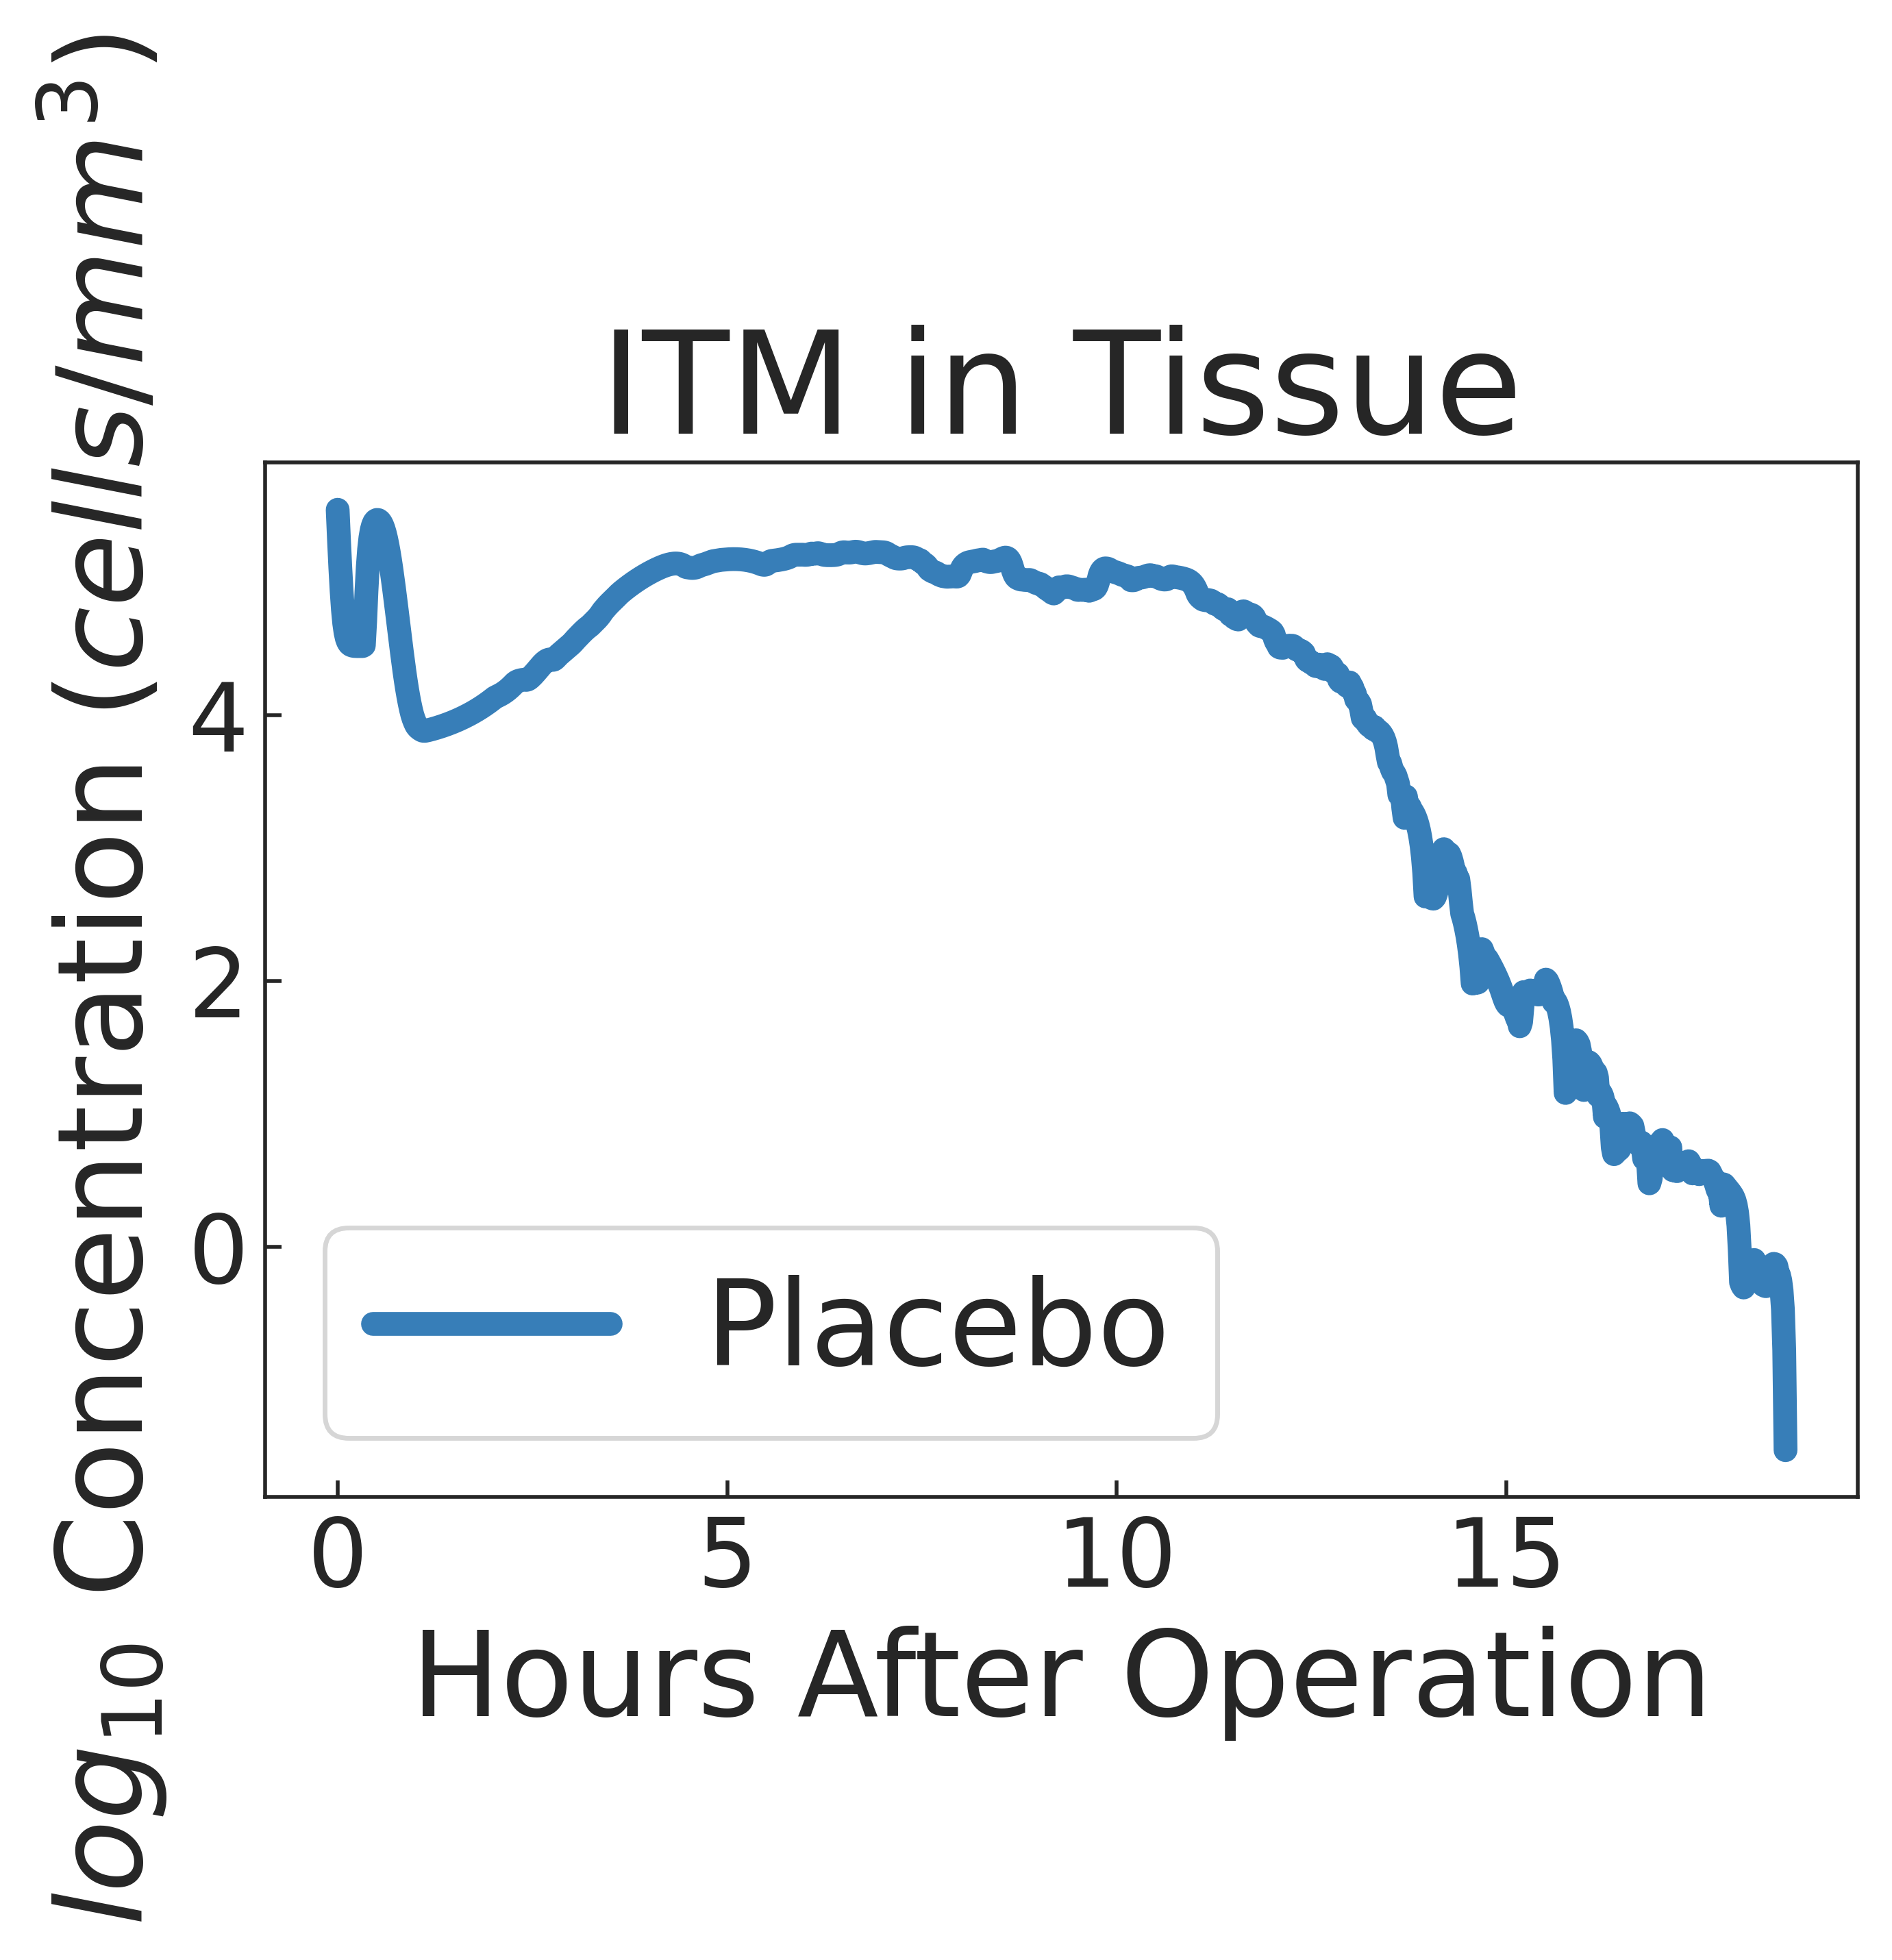 ITM in Tissue
log₁₀ Concentration (cells/mm³)
4
2
0
Placebo
0 5 10 15
Hours After Operation